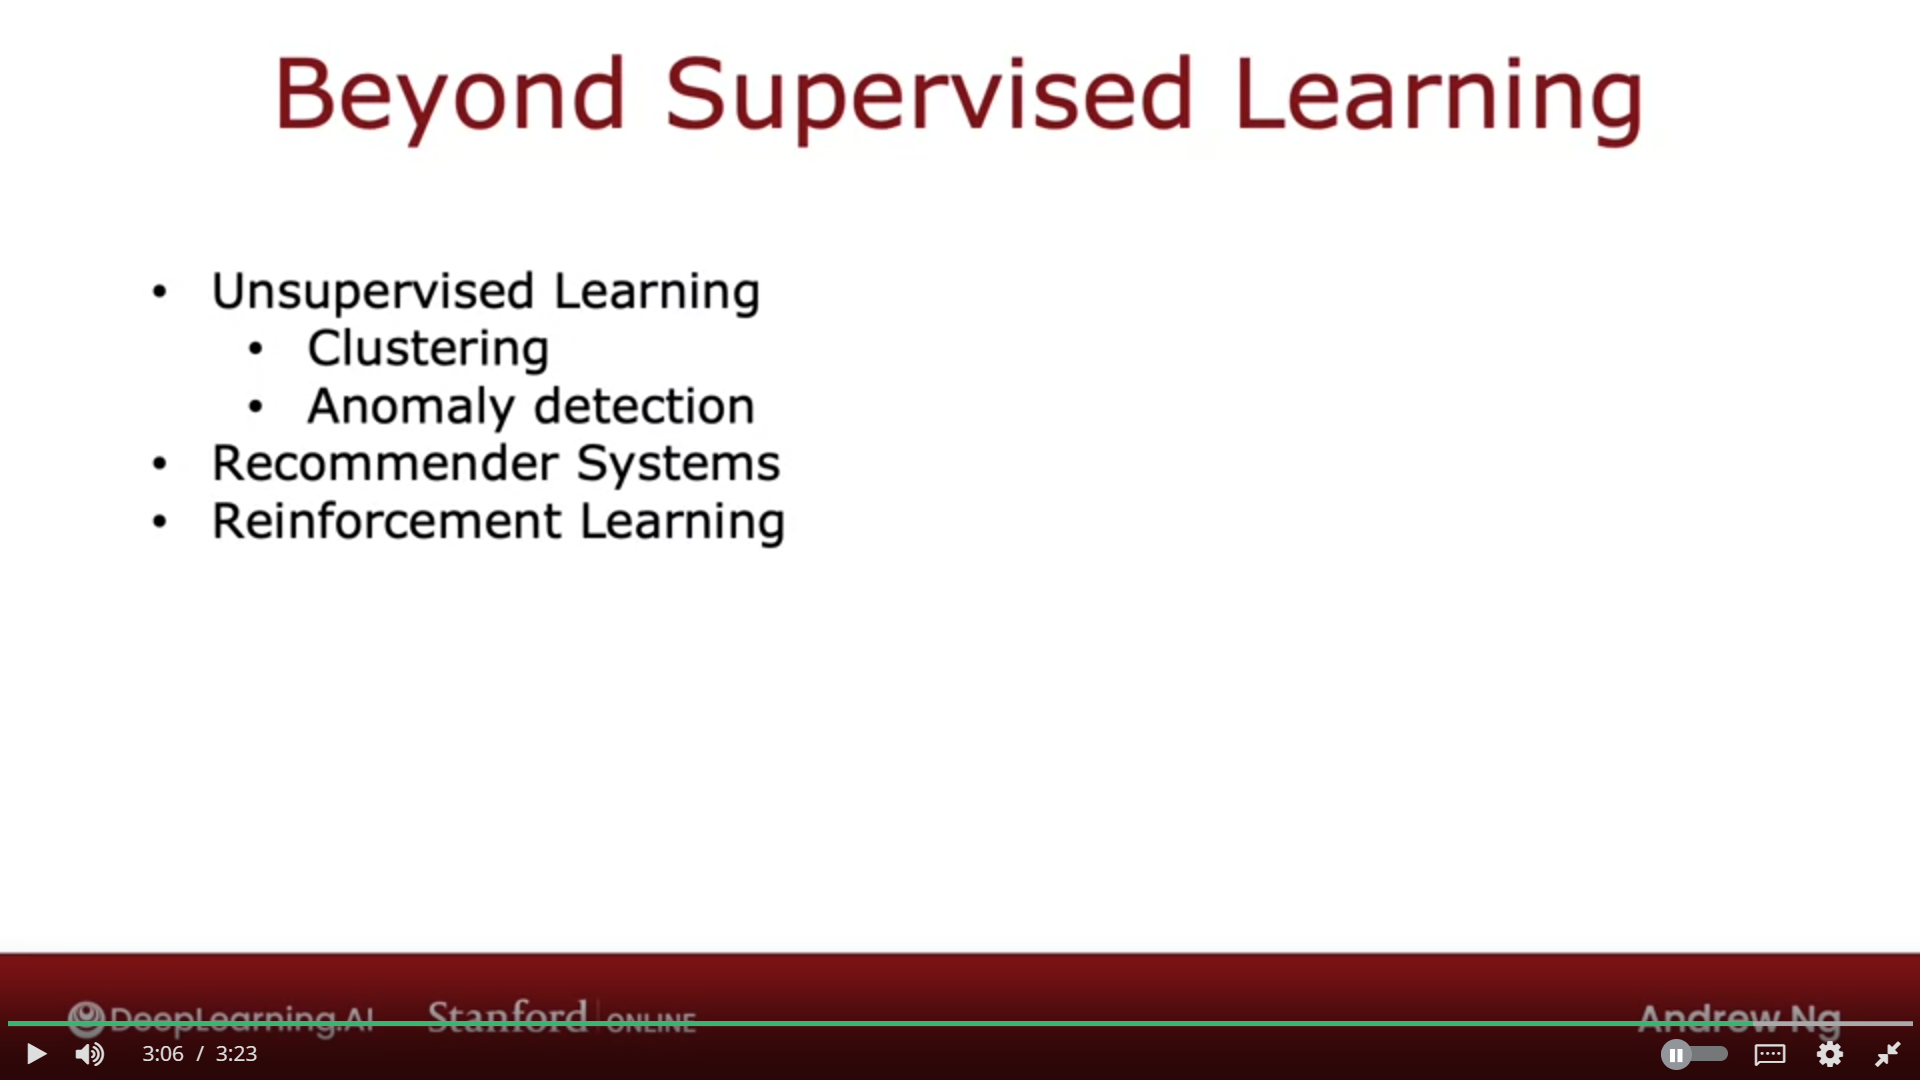 Beyond Supervised Learning
• Unsupervised Learning
• Clustering
• Anomaly detection
• Recommender Systems
• Reinforcement Learning
DeepLearning.AI Stanford ONLINE Andrew Ng
3:06 / 3:23